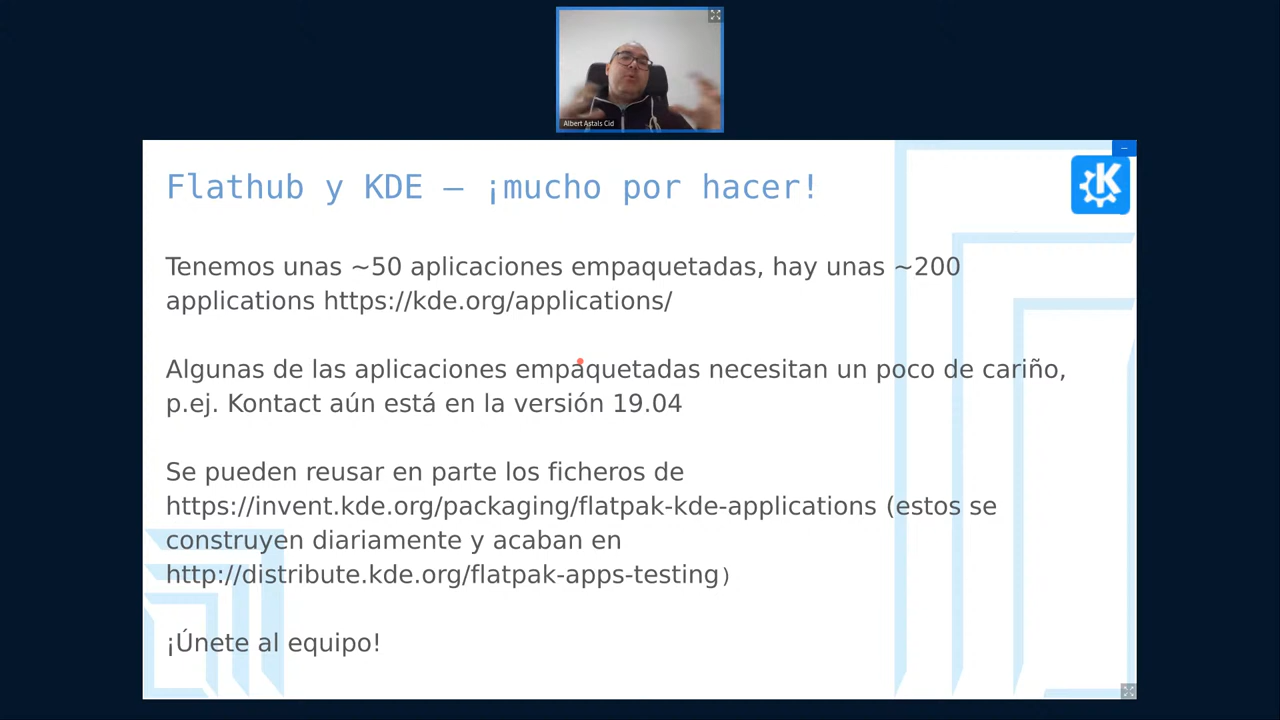 Albert Astals Cid
Flathub y KDE – ¡mucho por hacer!
Tenemos unas ~50 aplicaciones empaquetadas, hay unas ~200
applications https://kde.org/applications/
Algunas de las aplicaciones empaquetadas necesitan un poco de cariño,
p.ej. Kontact aún está en la versión 19.04
Se pueden reusar en parte los ficheros de
https://invent.kde.org/packaging/flatpak-kde-applications (estos se
construyen diariamente y acaban en
http://distribute.kde.org/flatpak-apps-testing)
¡Únete al equipo!